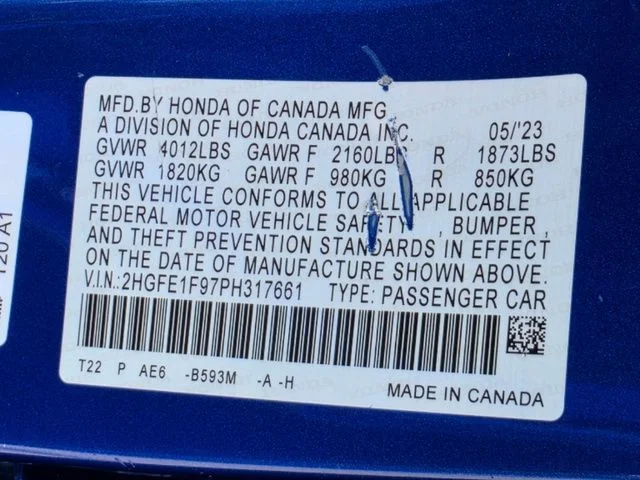 MFD.BY HONDA OF CANADA MFG.
A DIVISION OF HONDA CANADA INC. 05/'23
GVWR 4012LBS GAWR F 2160LBS R 1873LBS
GVWR 1820KG GAWR F 980KG R 850KG
THIS VEHICLE CONFORMS TO ALL APPLICABLE
FEDERAL MOTOR VEHICLE SAFETY , BUMPER ,
AND THEFT PREVENTION STANDARDS IN EFFECT
ON THE DATE OF MANUFACTURE SHOWN ABOVE.
V.I.N.:2HGFE1F97PH317661 TYPE: PASSENGER CAR
T22 P AE6 -B593M -A -H
MADE IN CANADA
120 A1